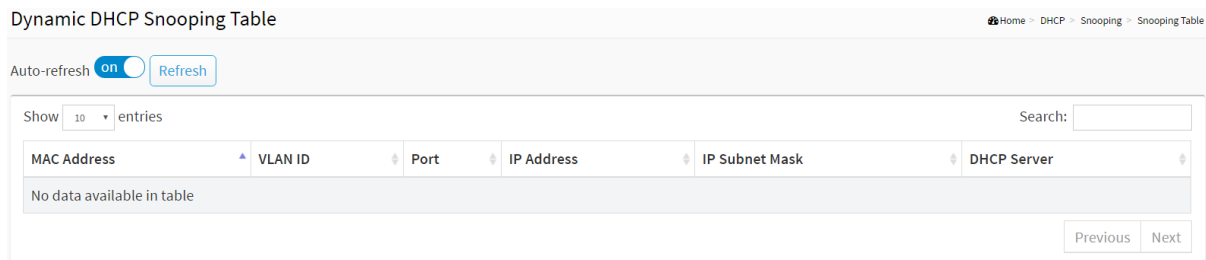 Dynamic DHCP Snooping Table
Home > DHCP > Snooping > Snooping Table
Auto-refresh on Refresh
Show 10 entries
Search:
MAC Address VLAN ID Port IP Address IP Subnet Mask DHCP Server
No data available in table
Previous Next